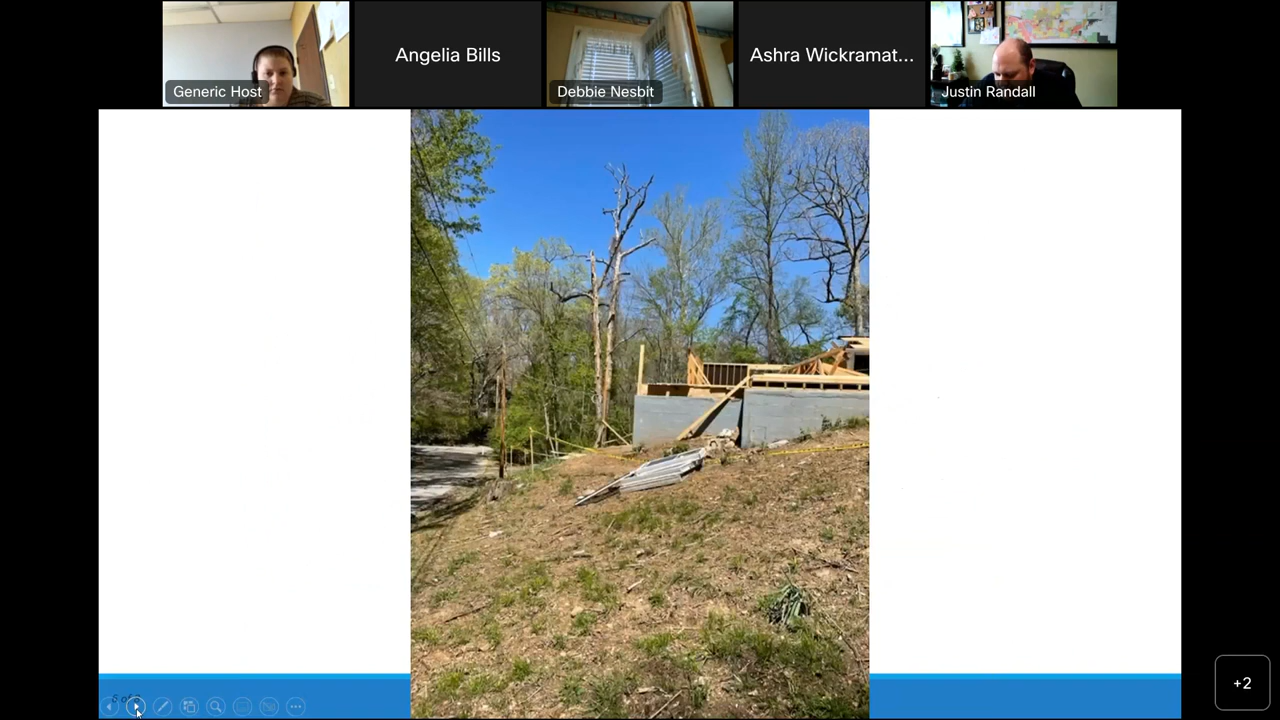 Generic Host
Angelia Bills
Debbie Nesbit
Ashra Wickramat...
Justin Randall
+2